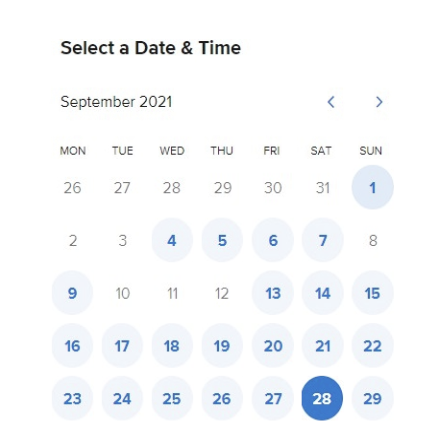 Select a Date & Time
September 2021
MON TUE WED THU FRI SAT SUN
26 27 28 29 30 31 1
2 3 4 5 6 7 8
9 10 11 12 13 14 15
16 17 18 19 20 21 22
23 24 25 26 27 28 29